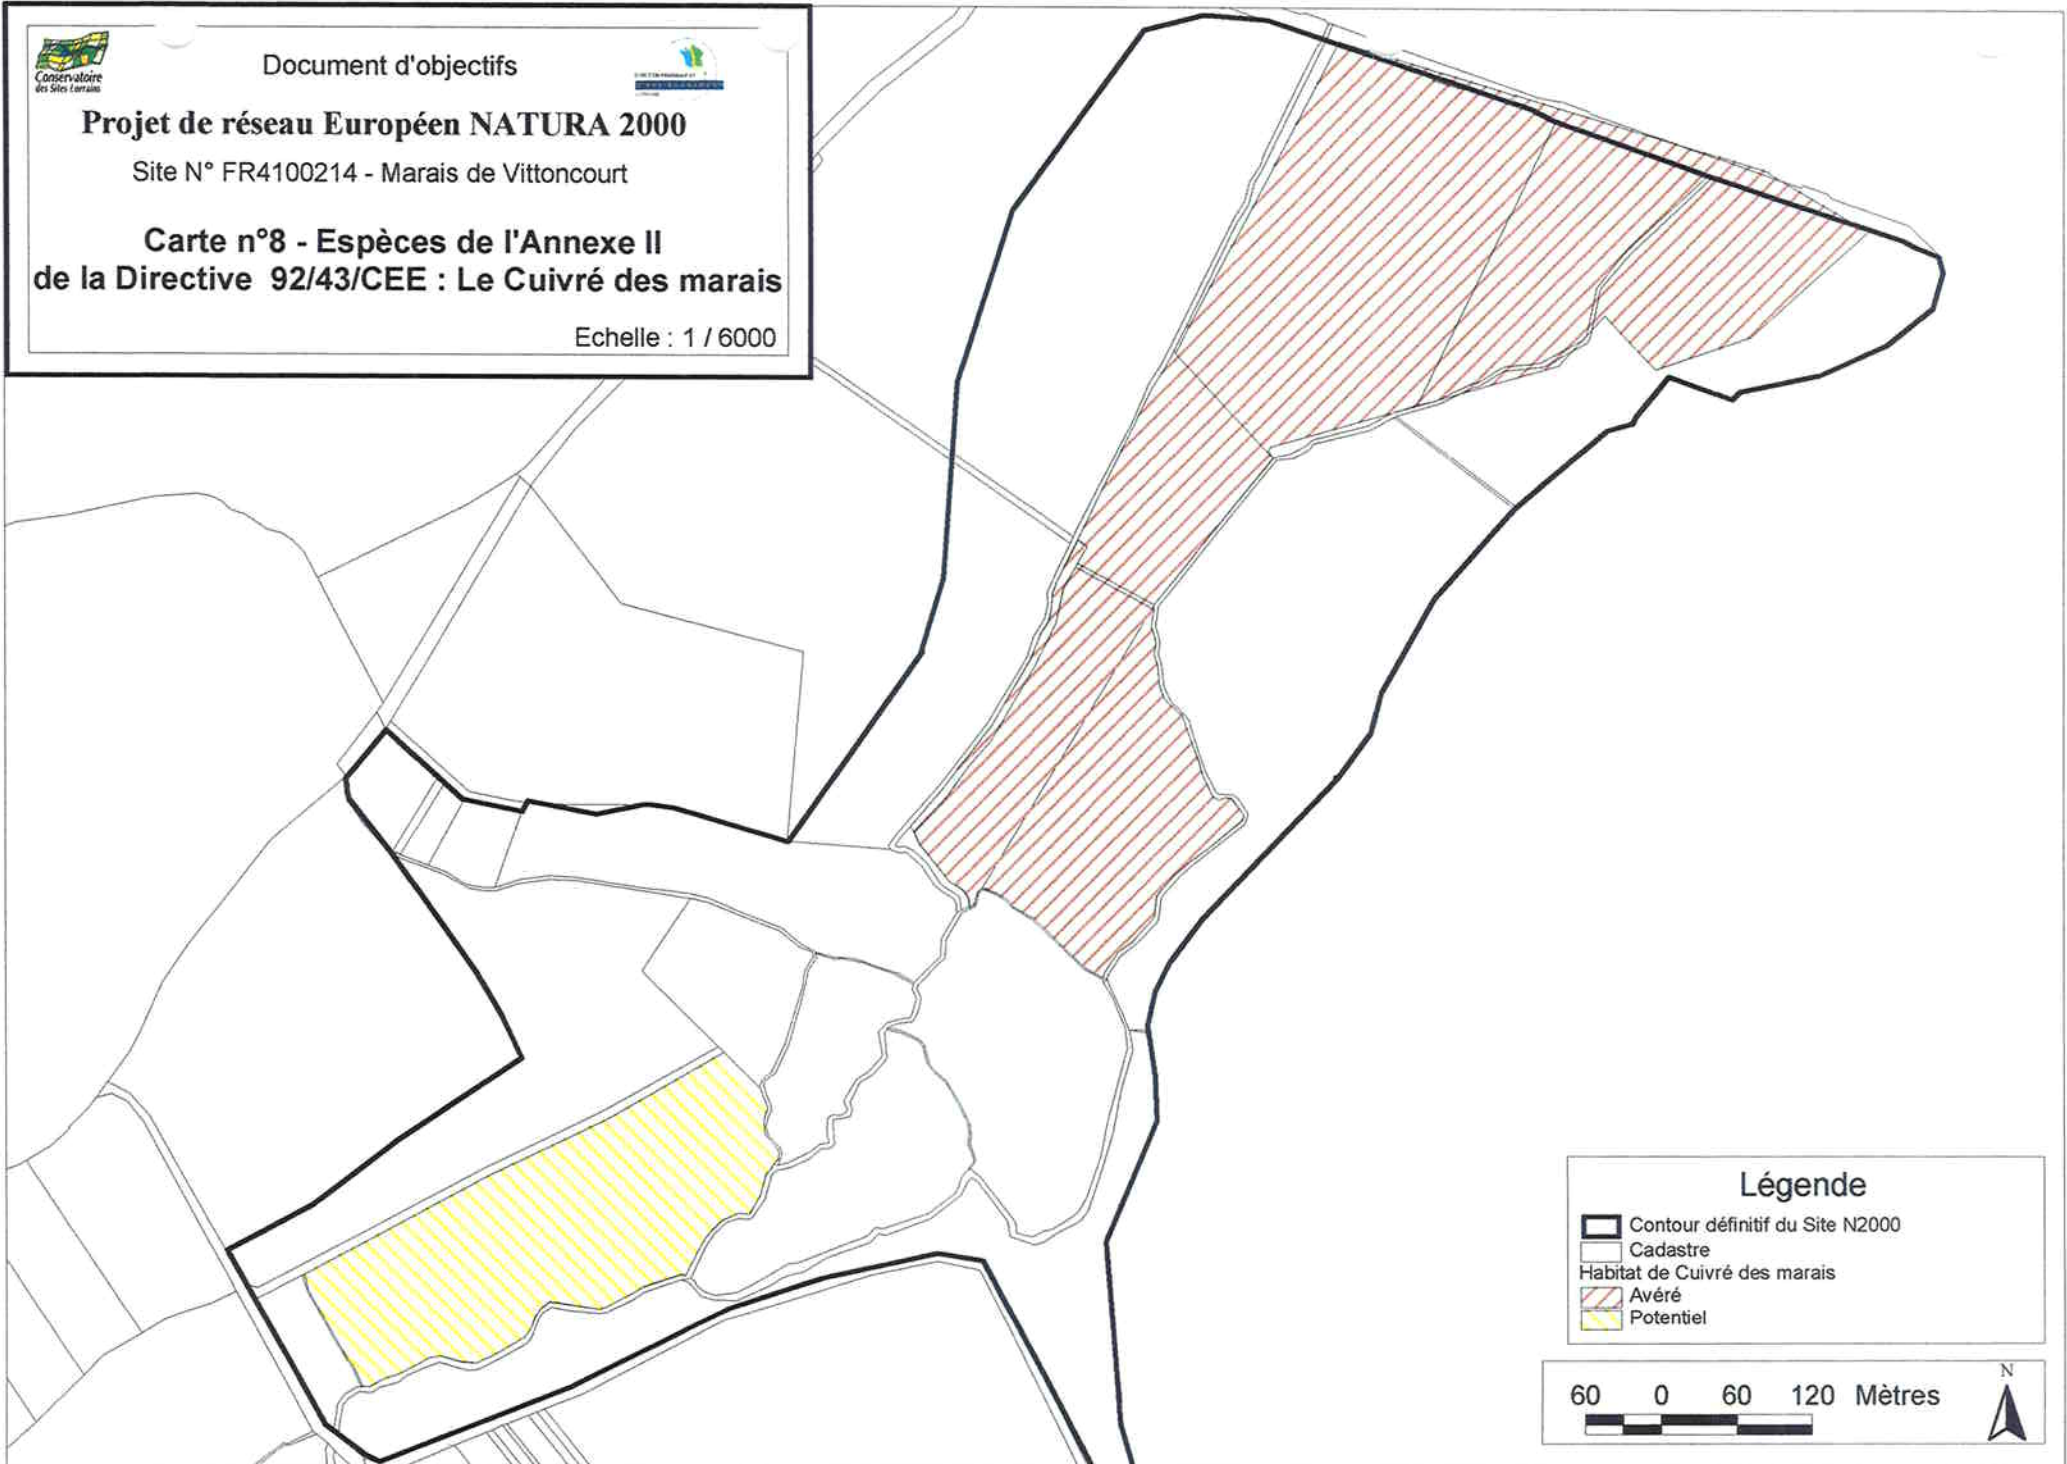 Conservatoire
des Sites Lorrains
Document d'objectifs
Projet de réseau Européen NATURA 2000
Site N° FR4100214 - Marais de Vittoncourt
Carte n°8 - Espèces de l'Annexe II
de la Directive 92/43/CEE : Le Cuivré des marais
Echelle : 1 / 6000
Légende
Contour définitif du Site N2000
Cadastre
Habitat de Cuivré des marais
Avéré
Potentiel
60 0 60 120 Mètres
N